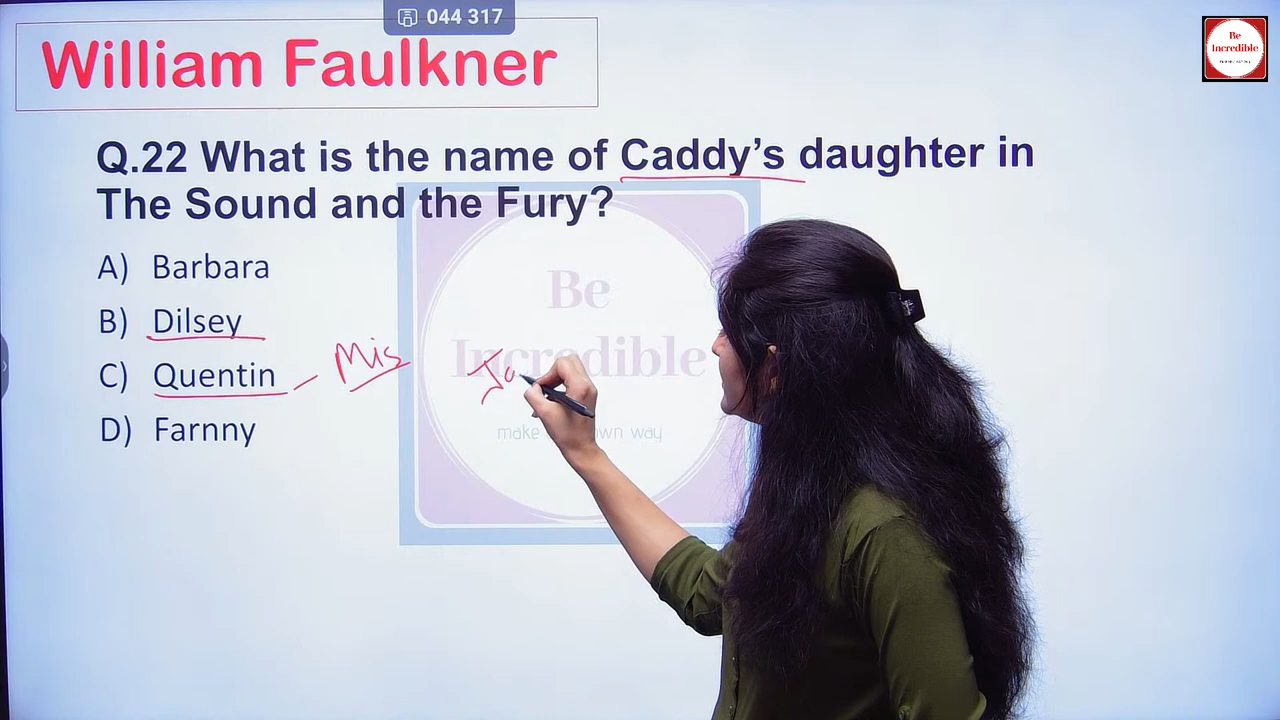 044 317
William Faulkner
Be
Incredible
Q.22 What is the name of Caddy's daughter in
The Sound and the Fury?
A) Barbara
B) Dilsey
C) Quentin – Mis
D) Farnny
Be
Incredible
Ja
make own way